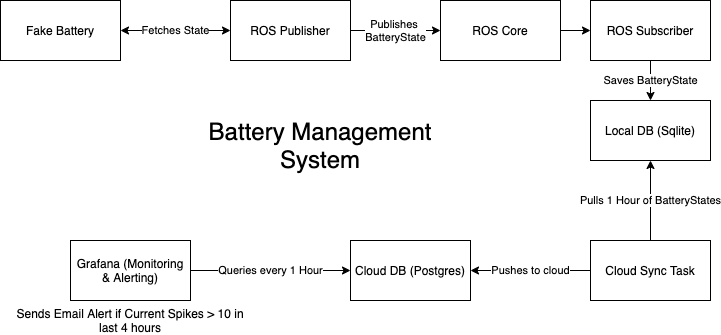 Fake Battery
Fetches State
ROS Publisher
Publishes
BatteryState
ROS Core
ROS Subscriber
Saves BatteryState
Local DB (Sqlite)
Battery Management
System
Pulls 1 Hour of BatteryStates
Grafana (Monitoring
& Alerting)
Queries every 1 Hour
Cloud DB (Postgres)
Pushes to cloud
Cloud Sync Task
Sends Email Alert if Current Spikes > 10 in
last 4 hours